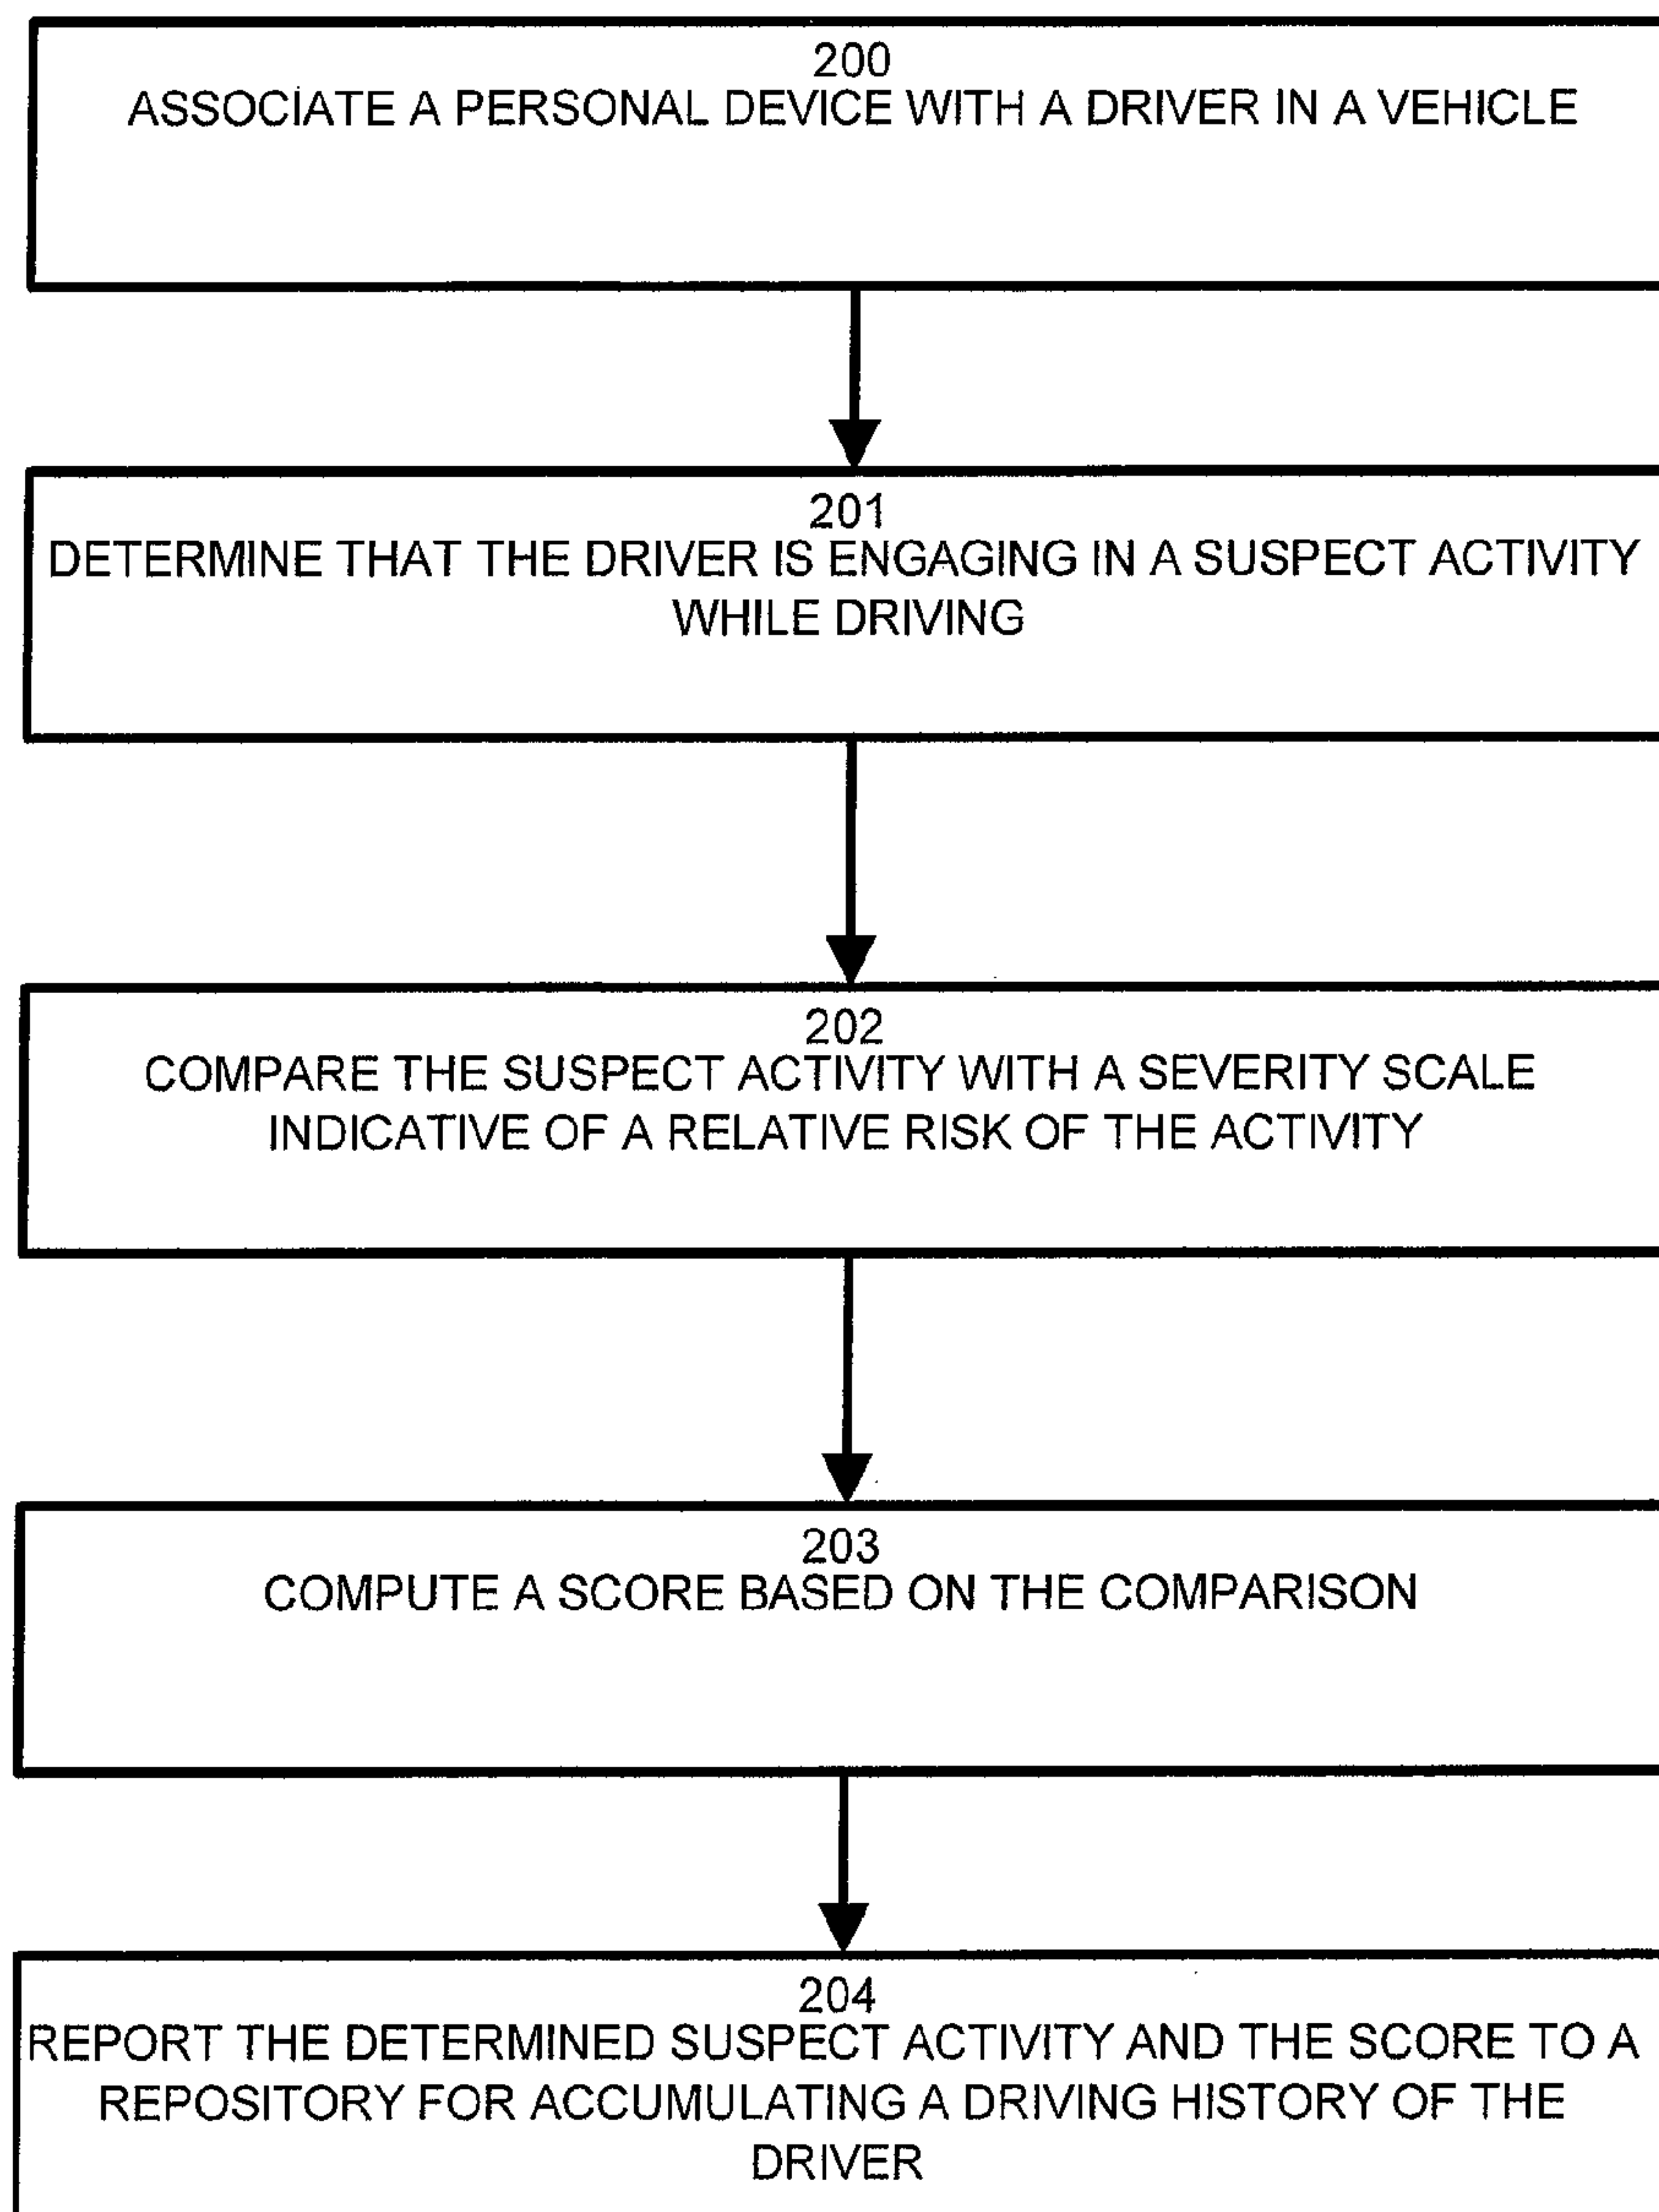 200
ASSOCIATE A PERSONAL DEVICE WITH A DRIVER IN A VEHICLE
201
DETERMINE THAT THE DRIVER IS ENGAGING IN A SUSPECT ACTIVITY
WHILE DRIVING
202
COMPARE THE SUSPECT ACTIVITY WITH A SEVERITY SCALE
INDICATIVE OF A RELATIVE RISK OF THE ACTIVITY
203
COMPUTE A SCORE BASED ON THE COMPARISON
204
REPORT THE DETERMINED SUSPECT ACTIVITY AND THE SCORE TO A
REPOSITORY FOR ACCUMULATING A DRIVING HISTORY OF THE
DRIVER